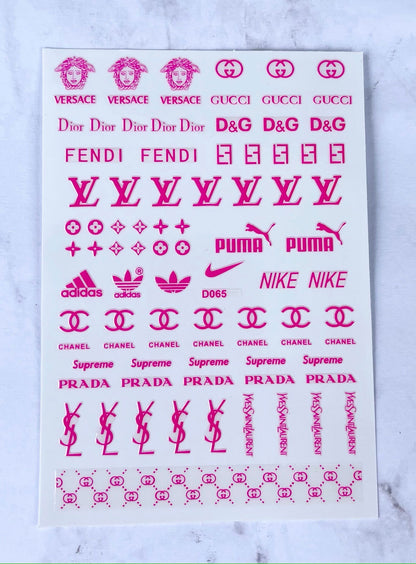 VERSACE VERSACE VERSACE GUCCI GUCCI GUCCI
Dior Dior Dior Dior Dior D&G D&G D&G
FENDI FENDI
LV LV LV LV LV LV LV
PUMA PUMA
adidas adidas® adidas D065 NIKE NIKE
CHANEL CHANEL CHANEL CHANEL CHANEL CHANEL CHANEL
Supreme Supreme Supreme Supreme Supreme
PRADA PRADA PRADA PRADA PRADA
YSL YSL YSL YSL YSL YVESSAINTLAURENT YVESSAINTLAURENT YVESSAINTLAURENT YVESSAINTLAURENT